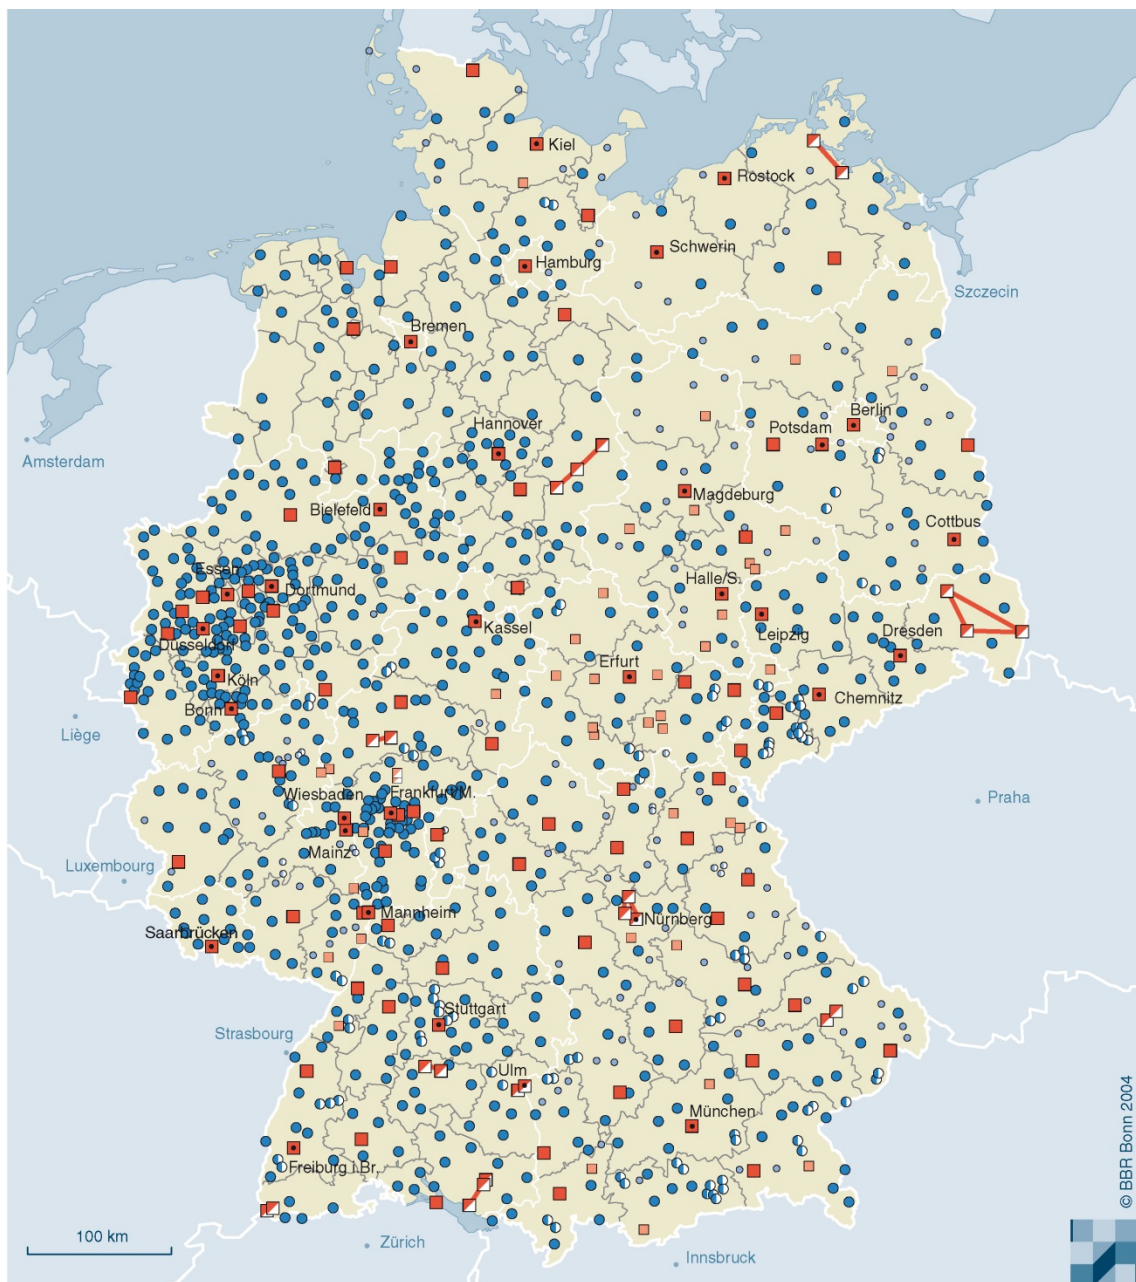 Kiel
Rostock
Schwerin
Hamburg
Szczecin
Bremen
Berlin
Hannover
Potsdam
Amsterdam
Magdeburg
Bielefeld
Cottbus
Essen
Halle/S.
Dortmund
Kassel
Leipzig
Dresden
Düsseldorf
Erfurt
Köln
Chemnitz
Bonn
Liège
Wiesbaden
Frankfurt/M.
Praha
Mainz
Luxembourg
Mannheim
Nürnberg
Saarbrücken
Stuttgart
Strasbourg
Ulm
München
Freiburg i.Br.
100 km
Zürich
Innsbruck
© BBR Bonn 2004